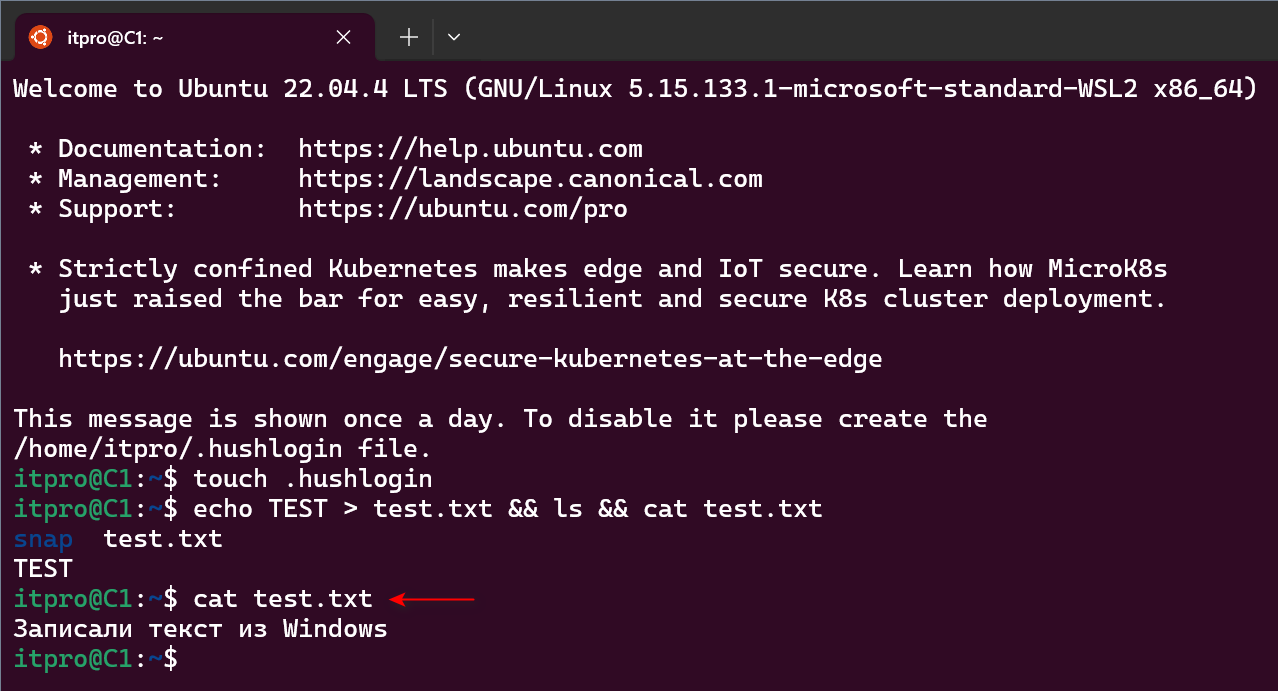 itpro@C1: ~
Welcome to Ubuntu 22.04.4 LTS (GNU/Linux 5.15.133.1-microsoft-standard-WSL2 x86_64)
* Documentation:  https://help.ubuntu.com
* Management:     https://landscape.canonical.com
* Support:        https://ubuntu.com/pro
* Strictly confined Kubernetes makes edge and IoT secure. Learn how MicroK8s
just raised the bar for easy, resilient and secure K8s cluster deployment.
https://ubuntu.com/engage/secure-kubernetes-at-the-edge
This message is shown once a day. To disable it please create the
/home/itpro/.hushlogin file.
itpro@C1:~$ touch .hushlogin
itpro@C1:~$ echo TEST > test.txt && ls && cat test.txt
snap  test.txt
TEST
itpro@C1:~$ cat test.txt
Записали текст из Windows
itpro@C1:~$